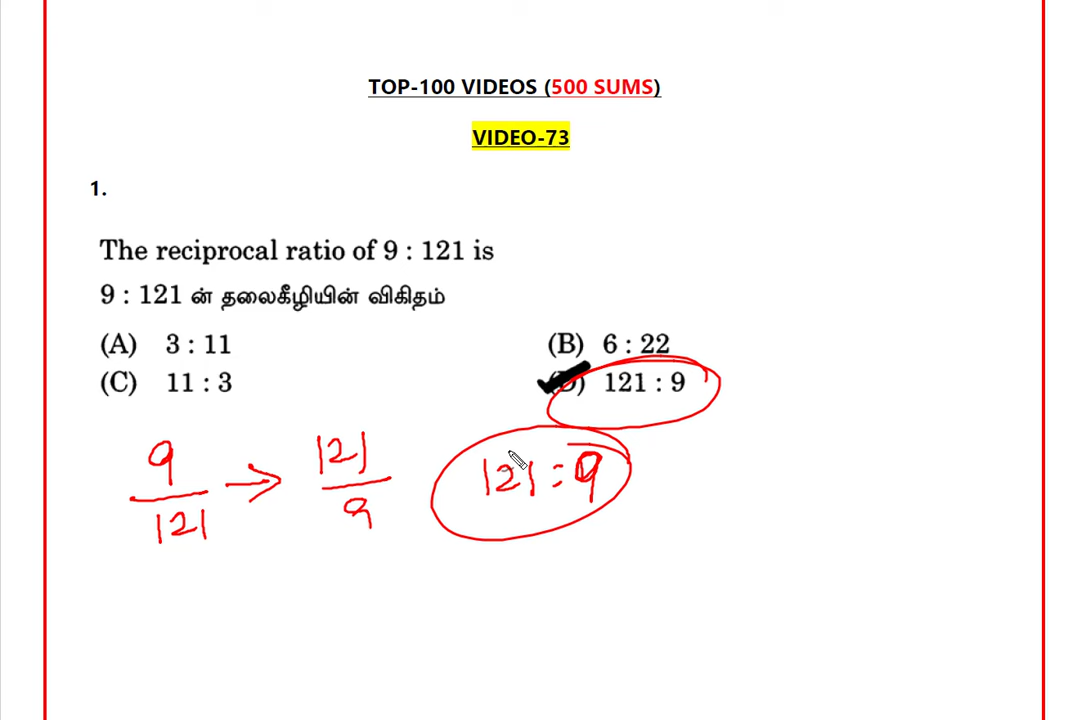 TOP-100 VIDEOS (500 SUMS)
VIDEO-73
1.
The reciprocal ratio of 9 : 121 is
9 : 121 ன் தலைகீழியின் விகிதம்
(A) 3 : 11
(B) 6 : 22
(C) 11 : 3
(D) 121 : 9
9/121 → 121/9
121 : 9